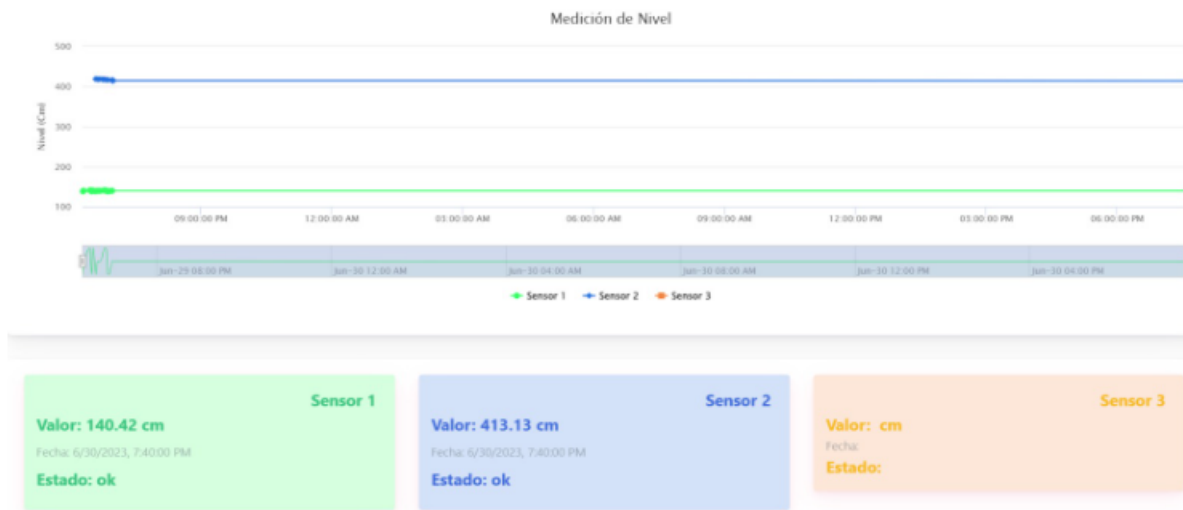 Medición de Nivel
500
400
300
200
100
Nivel (Cm)
09:00:00 PM 12:00:00 AM 03:00:00 AM 06:00:00 AM 09:00:00 AM 12:00:00 PM 03:00:00 PM 06:00:00 PM
Jun-29 08:00 PM Jun-30 12:00 AM Jun-30 04:00 AM Jun-30 08:00 AM Jun-30 12:00 PM Jun-30 04:00 PM
Sensor 1 Sensor 2 Sensor 3
Sensor 1
Valor: 140.42 cm
Fecha: 6/30/2023, 7:40:00 PM
Estado: ok
Sensor 2
Valor: 413.13 cm
Fecha: 6/30/2023, 7:40:00 PM
Estado: ok
Sensor 3
Valor: cm
Fecha:
Estado: